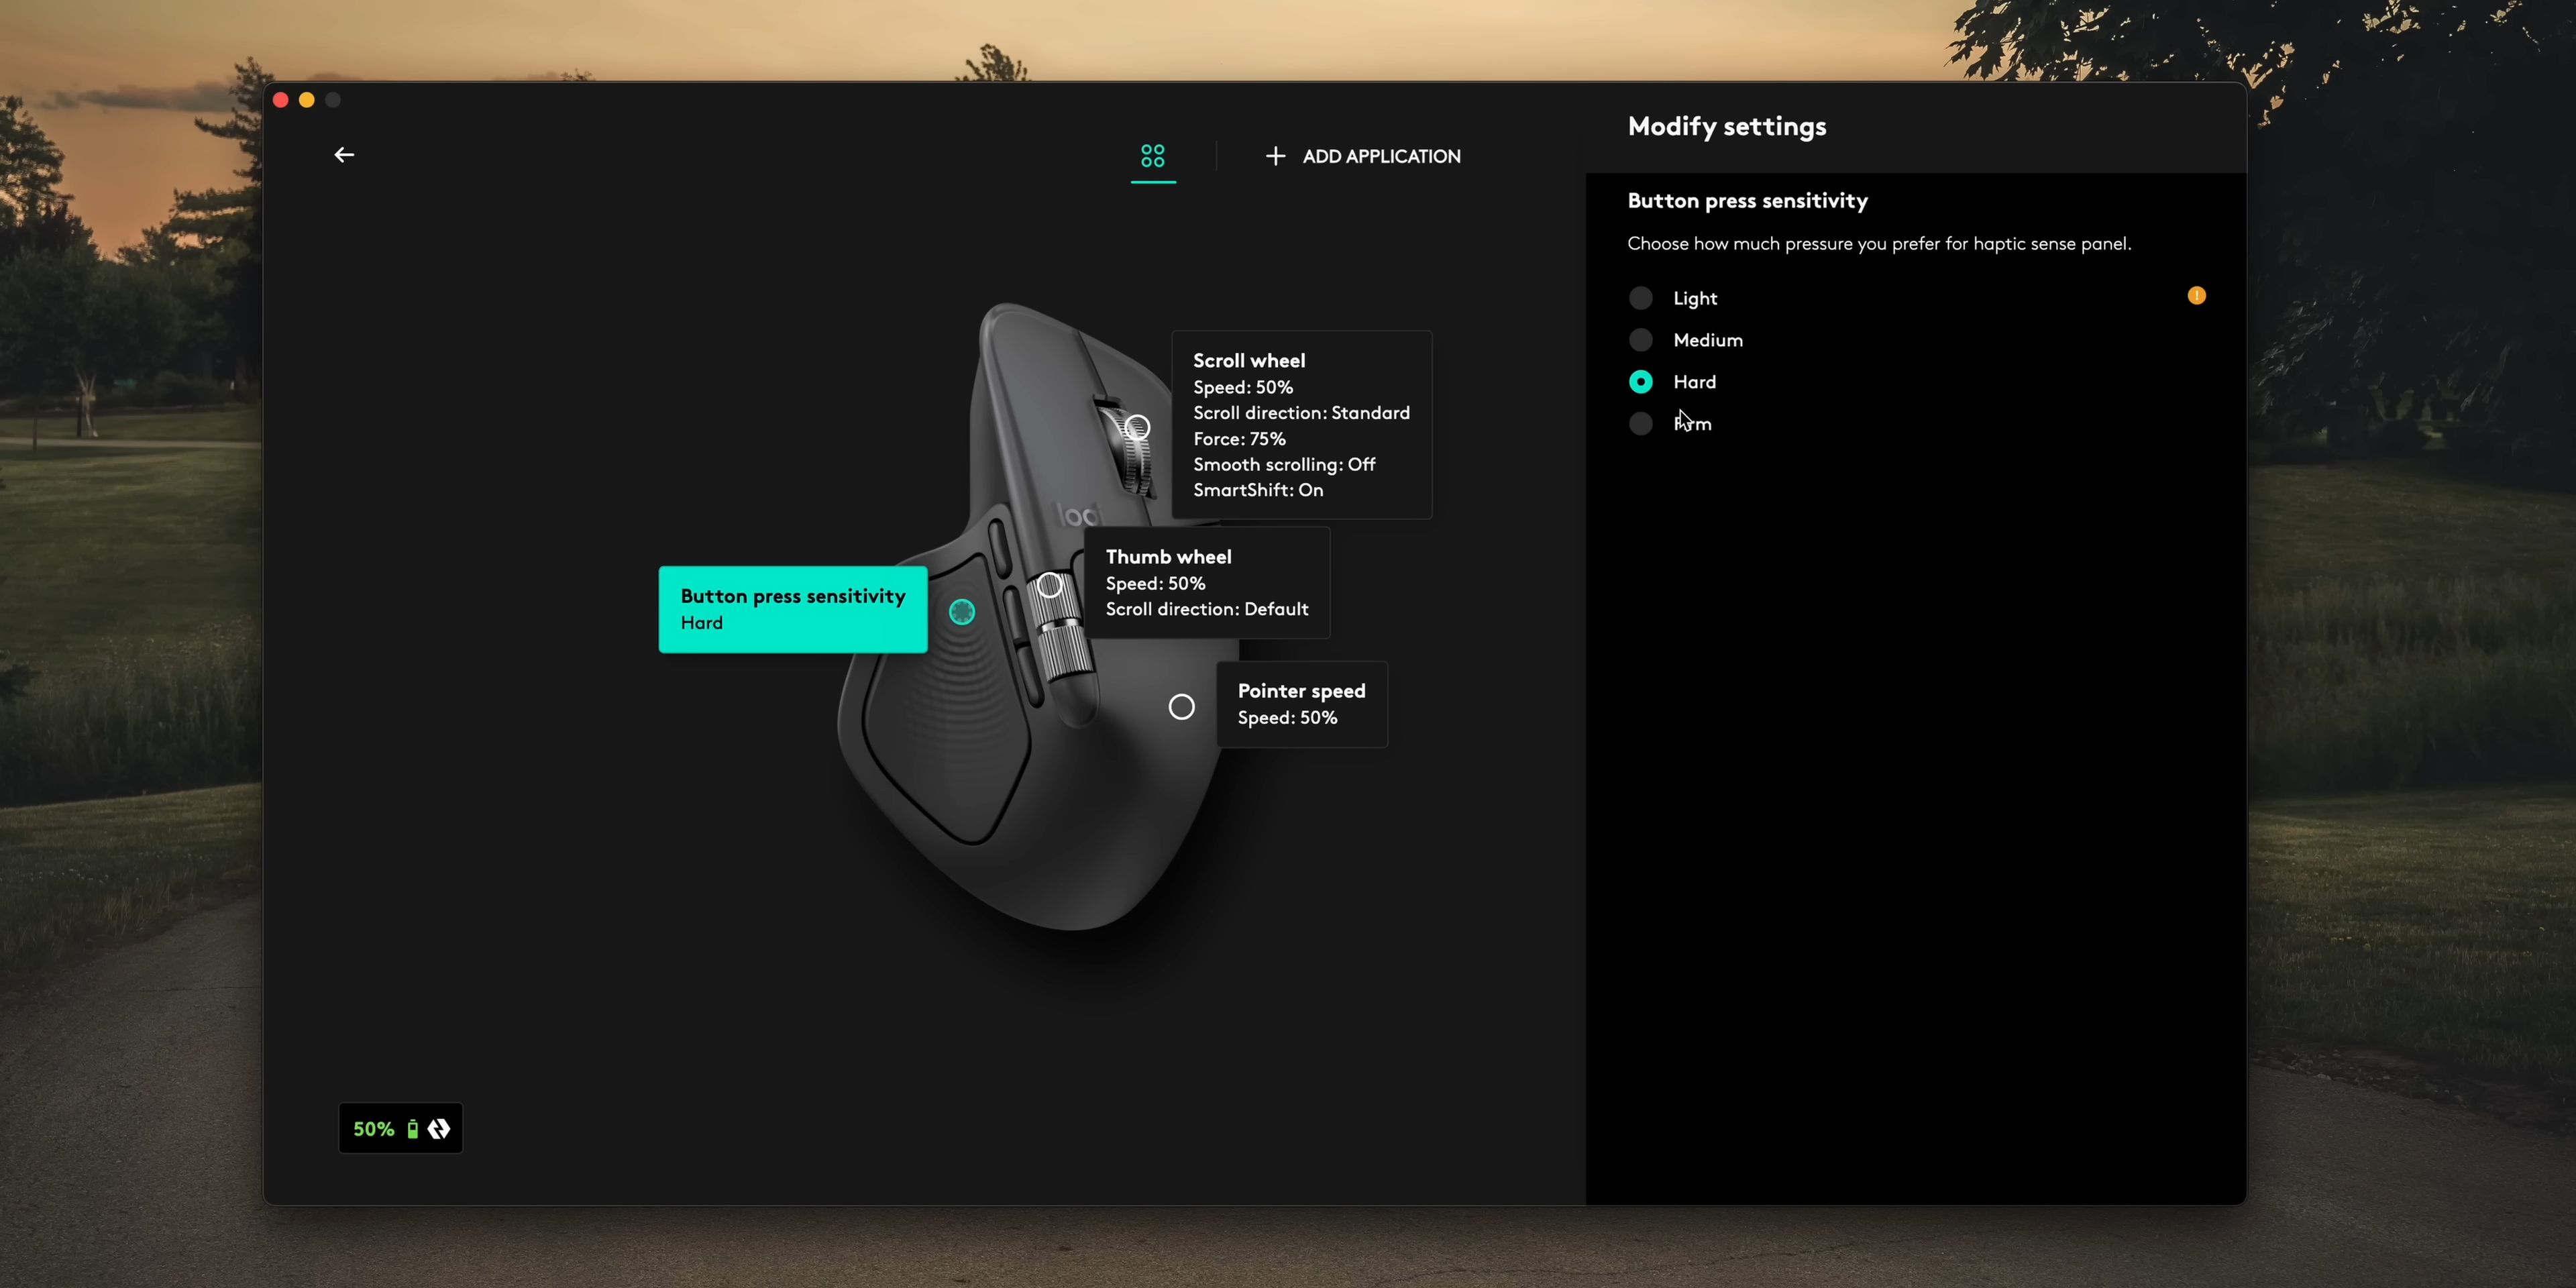 ADD APPLICATION
Modify settings
Button press sensitivity
Choose how much pressure you prefer for haptic sense panel.
Light
Medium
Hard
Firm
Scroll wheel
Speed: 50%
Scroll direction: Standard
Force: 75%
Smooth scrolling: Off
SmartShift: On
logi
Thumb wheel
Speed: 50%
Scroll direction: Default
Button press sensitivity
Hard
Pointer speed
Speed: 50%
50%